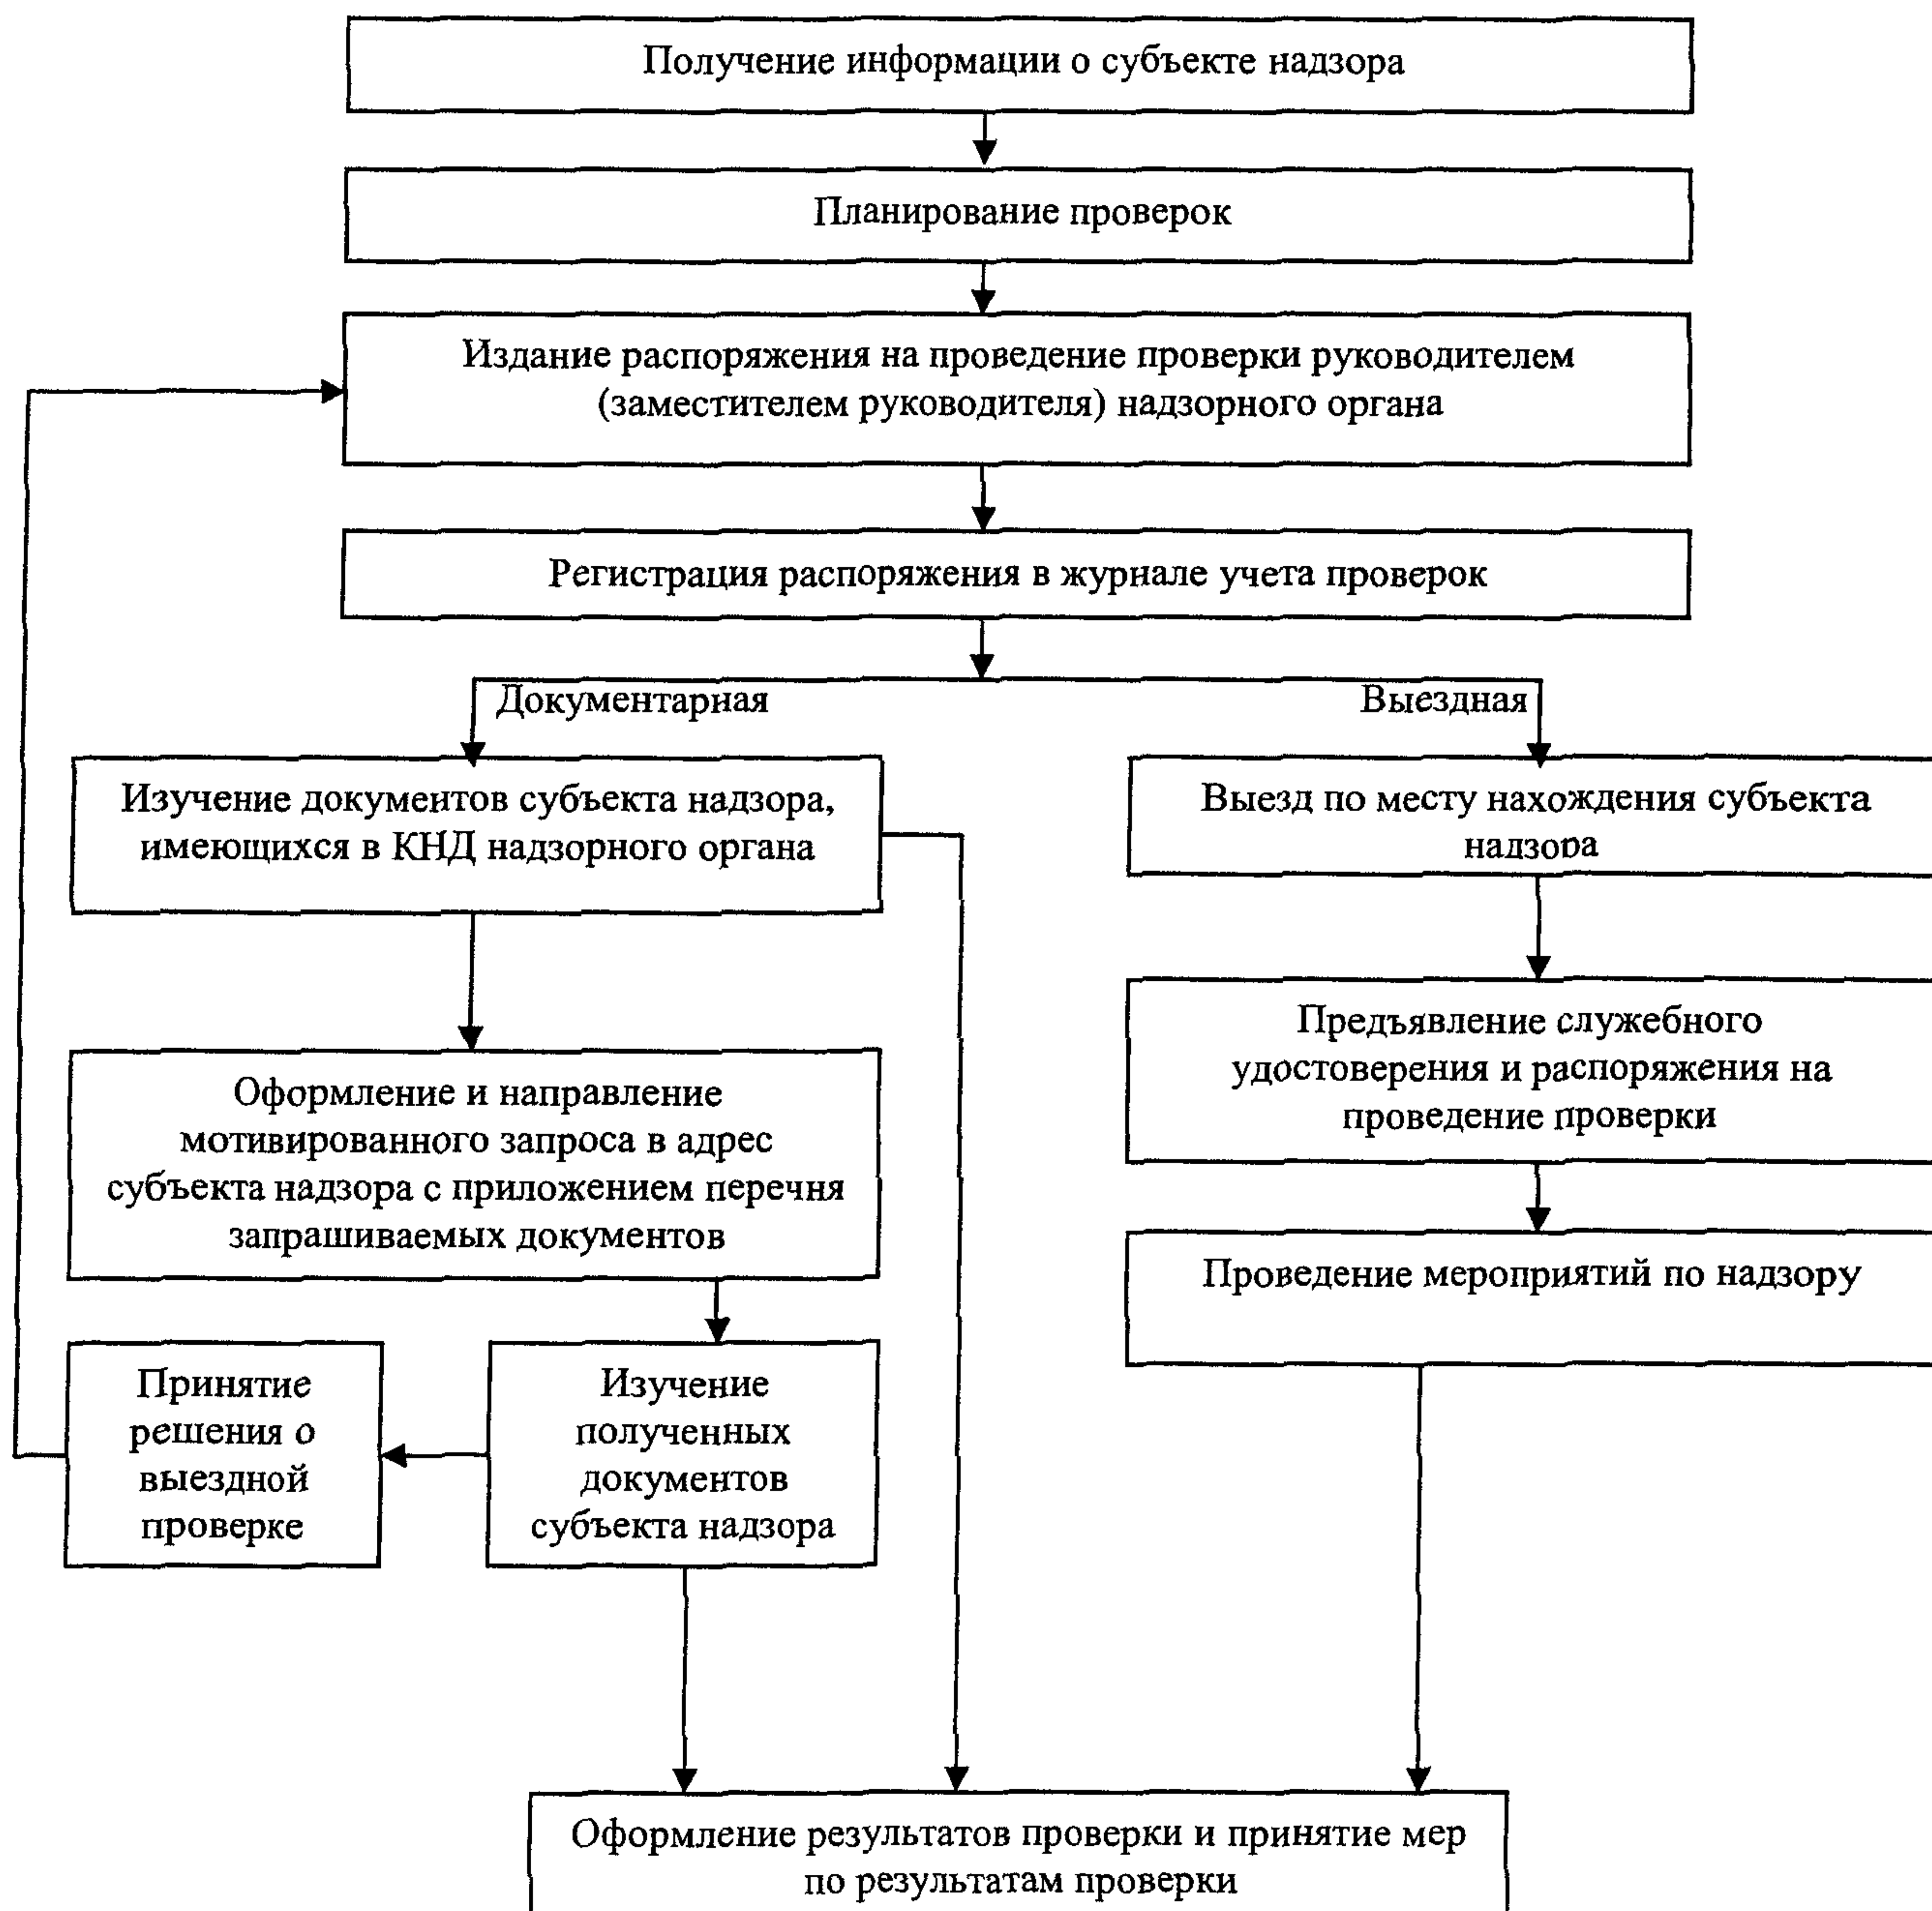 Получение информации о субъекте надзора
Планирование проверок
Издание распоряжения на проведение проверки руководителем
(заместителем руководителя) надзорного органа
Регистрация распоряжения в журнале учета проверок
Документарная
Выездная
Изучение документов субъекта надзора,
имеющихся в КНД надзорного органа
Выезд по месту нахождения субъекта
надзора
Предъявление служебного
удостоверения и распоряжения на
проведение проверки
Оформление и направление
мотивированного запроса в адрес
субъекта надзора с приложением перечня
запрашиваемых документов
Проведение мероприятий по надзору
Принятие
решения о
выездной
проверке
Изучение
полученных
документов
субъекта надзора
Оформление результатов проверки и принятие мер
по результатам проверки